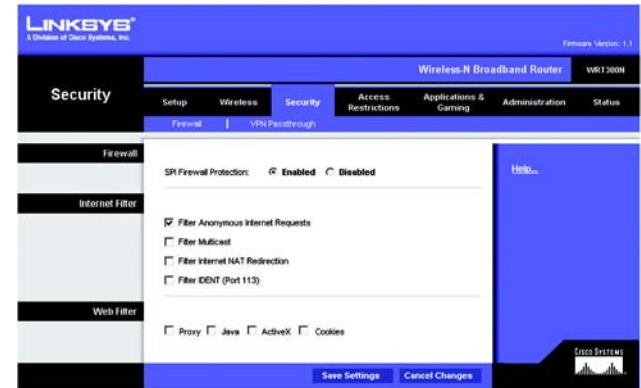 LINKSYS®
A Division of Cisco Systems, Inc.
Firmware Version: 1.1
Wireless-N Broadband Router WRT300N
Security
Setup Wireless Security Access Restrictions Applications & Gaming Administration Status
Firewall | VPN Passthrough
Firewall
SPI Firewall Protection: Enabled Disabled
Help...
Internet Filter
Filter Anonymous Internet Requests
Filter Multicast
Filter Internet NAT Redirection
Filter IDENT (Port 113)
Web Filter
Proxy Java ActiveX Cookies
Save Settings Cancel Changes
CISCO SYSTEMS